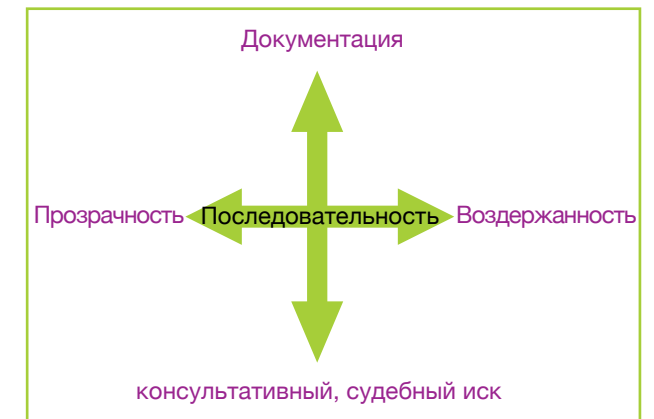 Документация
Прозрачность Последовательность Воздержанность
консультативный, судебный иск